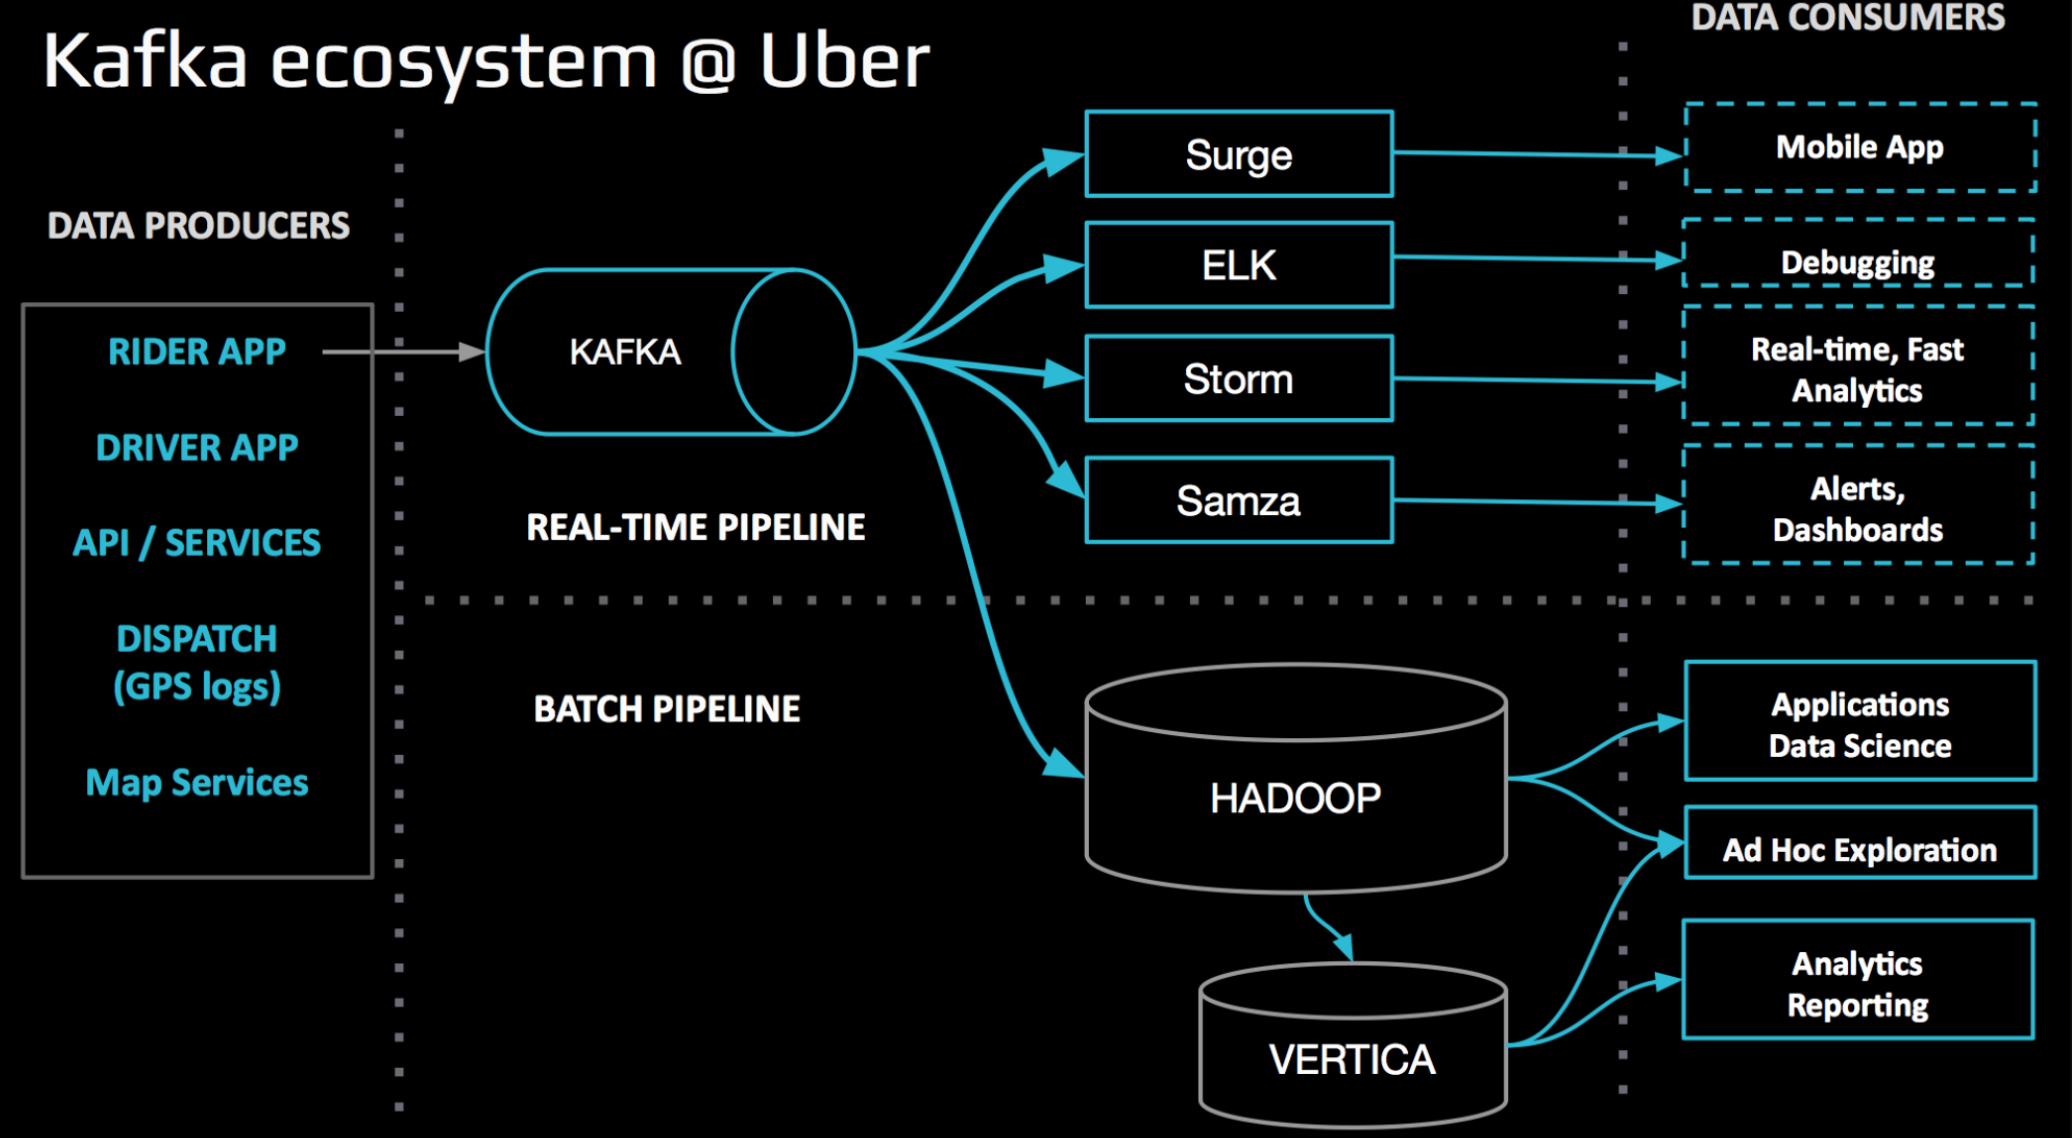 Kafka ecosystem @ Uber
DATA PRODUCERS
RIDER APP
DRIVER APP
API / SERVICES
DISPATCH
(GPS logs)
Map Services
KAFKA
REAL-TIME PIPELINE
BATCH PIPELINE
Surge
ELK
Storm
Samza
HADOOP
VERTICA
DATA CONSUMERS
Mobile App
Debugging
Real-time, Fast
Analytics
Alerts,
Dashboards
Applications
Data Science
Ad Hoc Exploration
Analytics
Reporting